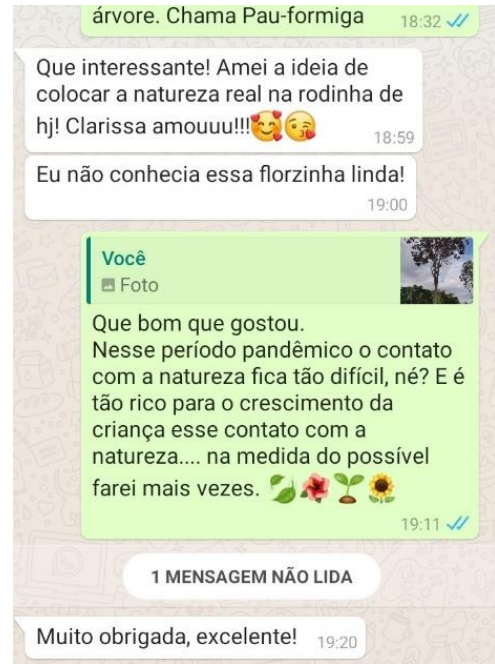 árvore. Chama Pau-formiga
18:32
Que interessante! Amei a ideia de
colocar a natureza real na rodinha de
hj! Clarissa amouuu!!!🥰😘
18:59
Eu não conhecia essa florzinha linda!
19:00
Você
Foto
Que bom que gostou.
Nesse período pandêmico o contato
com a natureza fica tão difícil, né? E é
tão rico para o crescimento da
criança esse contato com a
natureza.... na medida do possível
farei mais vezes. 🍃🌺🌱🌻
19:11
1 MENSAGEM NÃO LIDA
Muito obrigada, excelente! 19:20